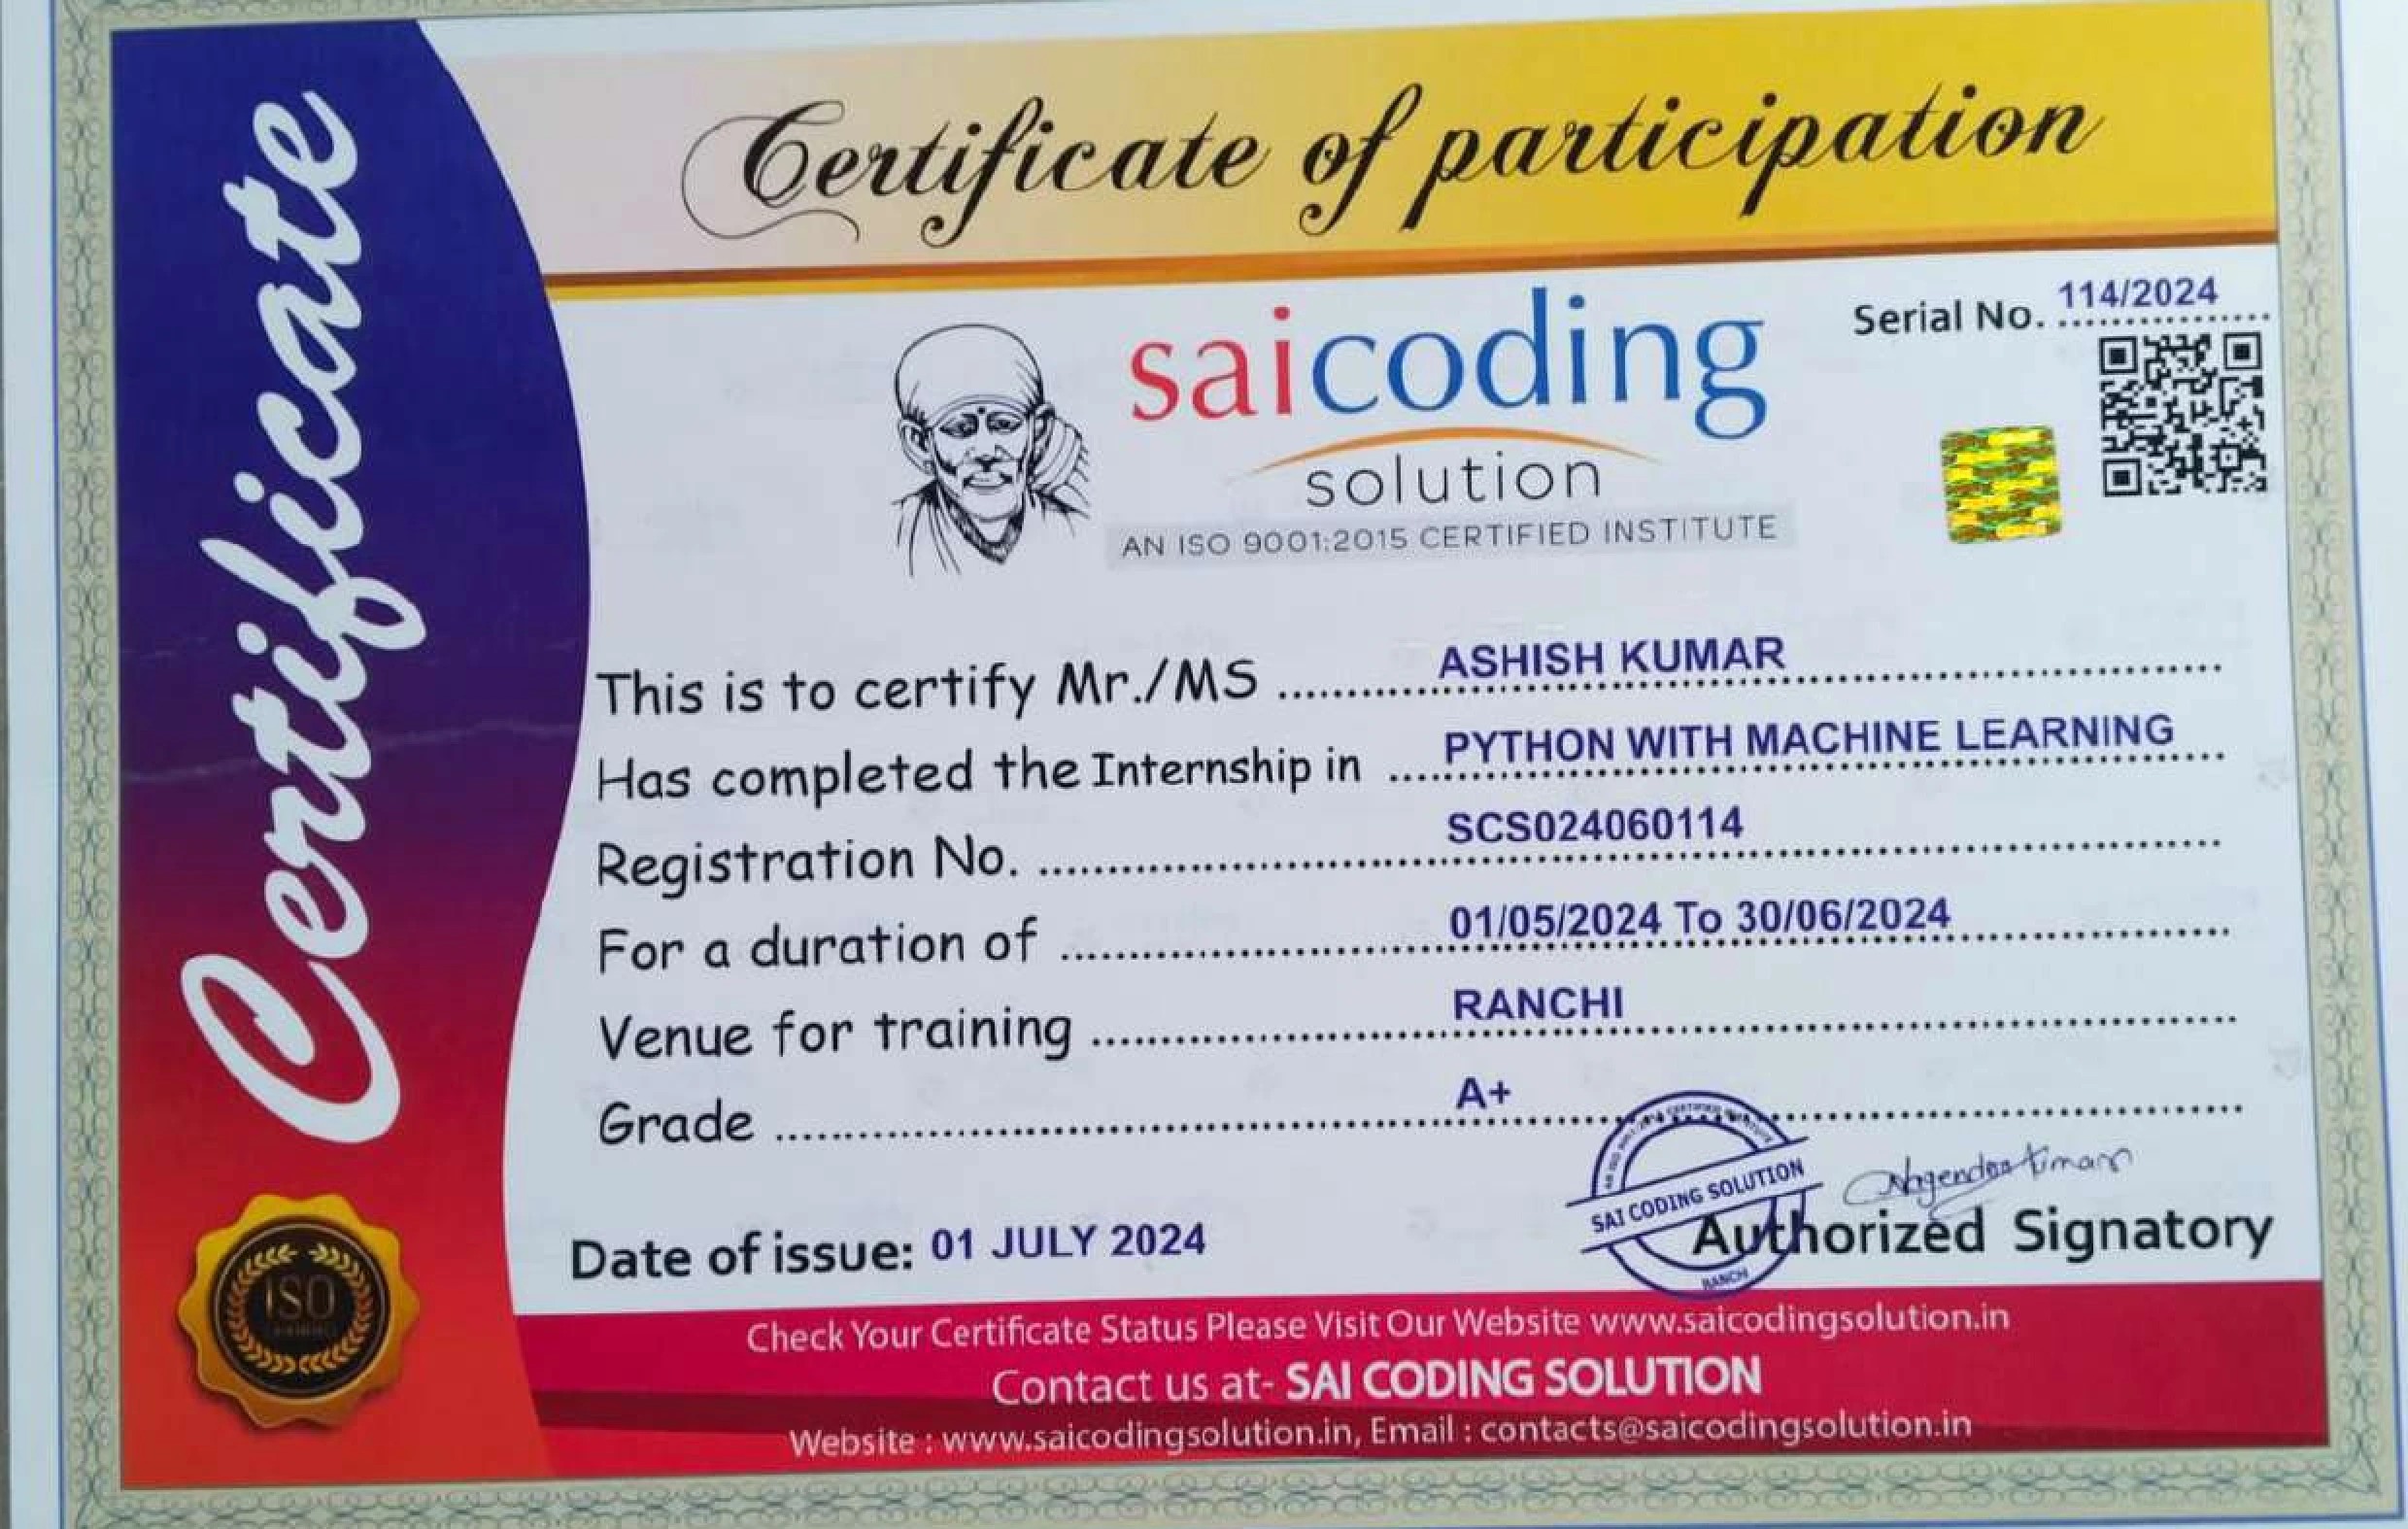 Certificate
Certificate of participation
Serial No. 114/2024
saicoding
solution
AN ISO 9001:2015 CERTIFIED INSTITUTE
This is to certify Mr./MS ASHISH KUMAR
Has completed the Internship in PYTHON WITH MACHINE LEARNING
Registration No. SCS024060114
For a duration of 01/05/2024 To 30/06/2024
Venue for training RANCHI
Grade A+
SAI CODING SOLUTION
RANCHI
Nagendra Kumar
Date of issue: 01 JULY 2024
Authorized Signatory
ISO
Check Your Certificate Status Please Visit Our Website www.saicodingsolution.in
Contact us at- SAI CODING SOLUTION
Website : www.saicodingsolution.in, Email : contacts@saicodingsolution.in